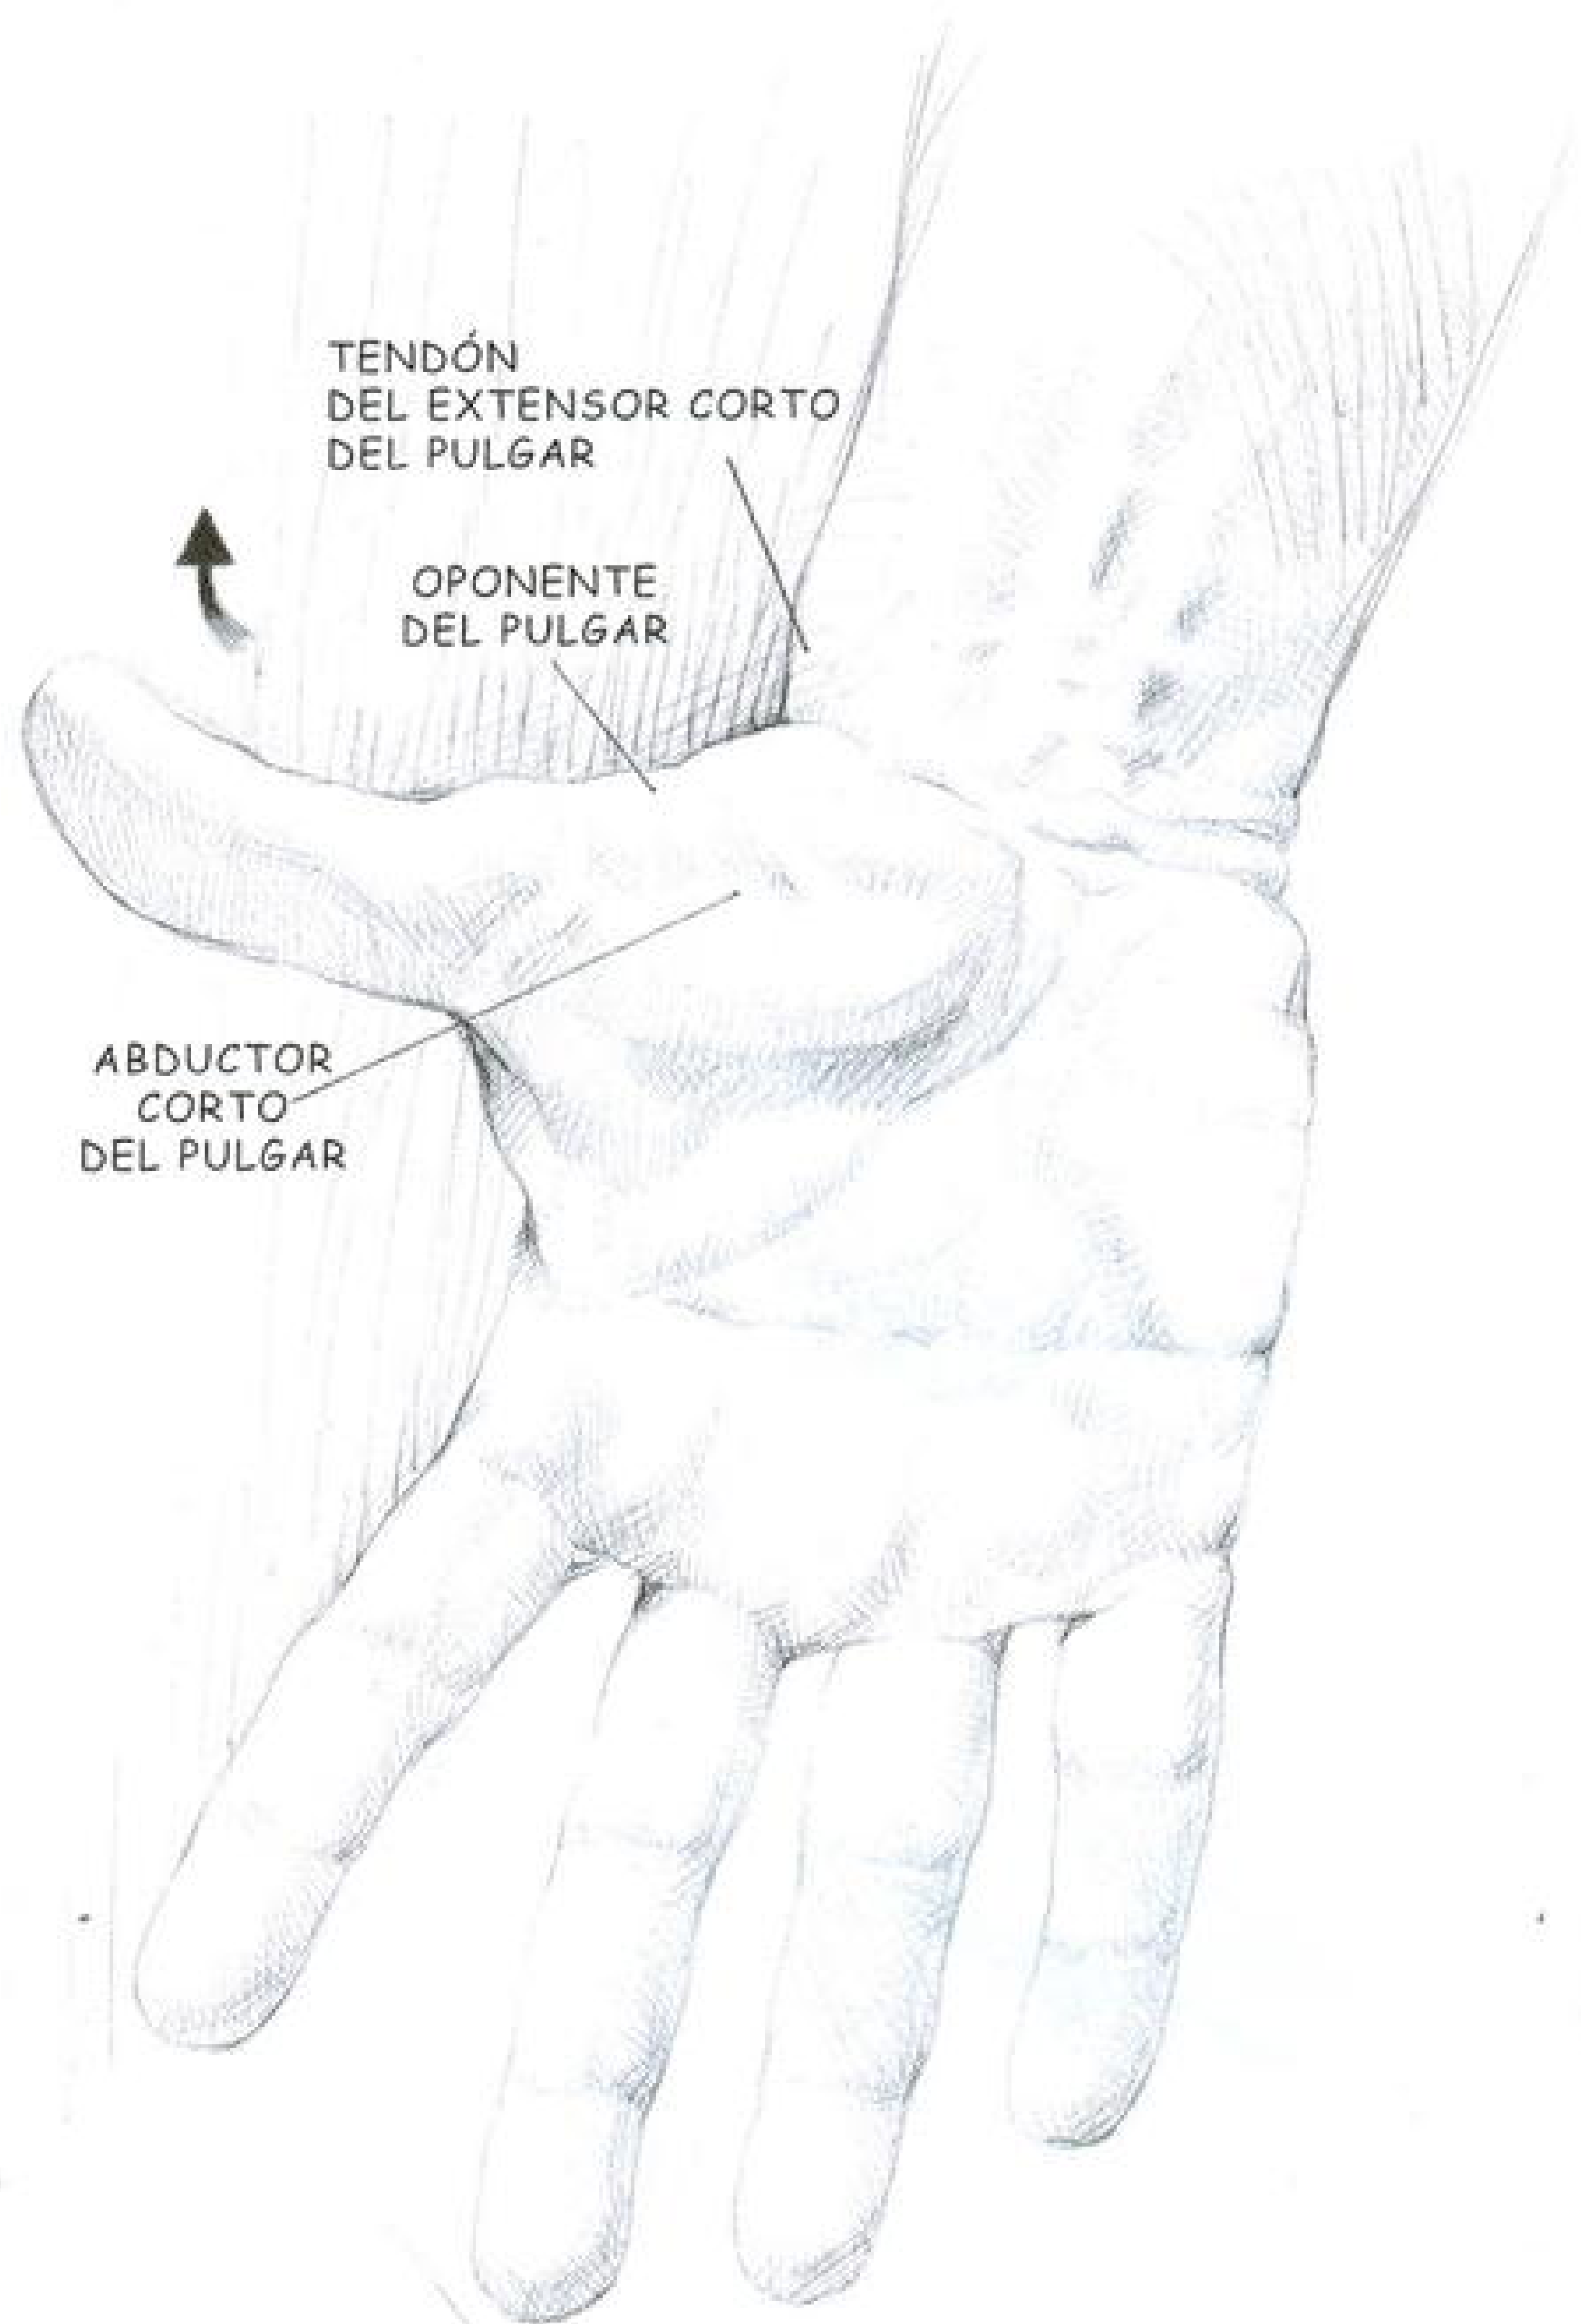 TENDÓN
DEL EXTENSOR CORTO
DEL PULGAR
OPONENTE
DEL PULGAR
ABDUCTOR
CORTO
DEL PULGAR